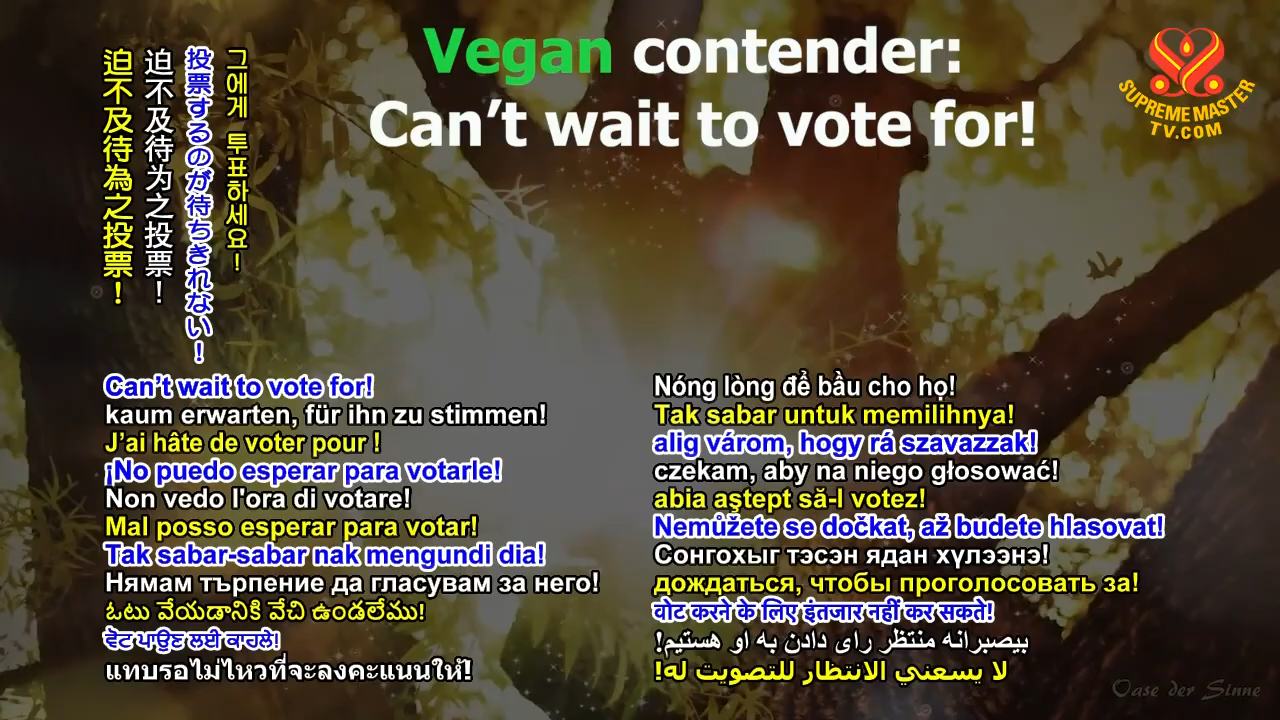 Vegan contender:
Can't wait to vote for!
SUPREME MASTER
TV.COM
迫不及待為之投票！
迫不及待为之投票！
投票するのが待ちきれない！
그에게 투표하세요！
Can't wait to vote for!
kaum erwarten, für ihn zu stimmen!
J'ai hâte de voter pour !
¡No puedo esperar para votarle!
Non vedo l'ora di votare!
Mal posso esperar para votar!
Tak sabar-sabar nak mengundi dia!
Нямам търпение да гласувам за него!
ఓటు వేయడానికి వేచి ఉండలేము!
ਵੋਟ ਪਾਉਣ ਲਈ ਕਾਹਲੇ!
แทบรอไม่ไหวที่จะลงคะแนนให้!
Nóng lòng để bầu cho họ!
Tak sabar untuk memilihnya!
alig várom, hogy rá szavazzak!
czekam, aby na niego głosować!
abia aştept să-l votez!
Nemůžete se dočkat, až budete hlasovat!
Сонгохыг тэсэн ядан хүлээнэ!
дождаться, чтобы проголосовать за!
वोट करने के लिए इंतजार नहीं कर सकते!
بیصبرانه منتظر رای دادن به او هستیم!
لا يسعني الانتظار للتصويت له!
Oase der Sinne